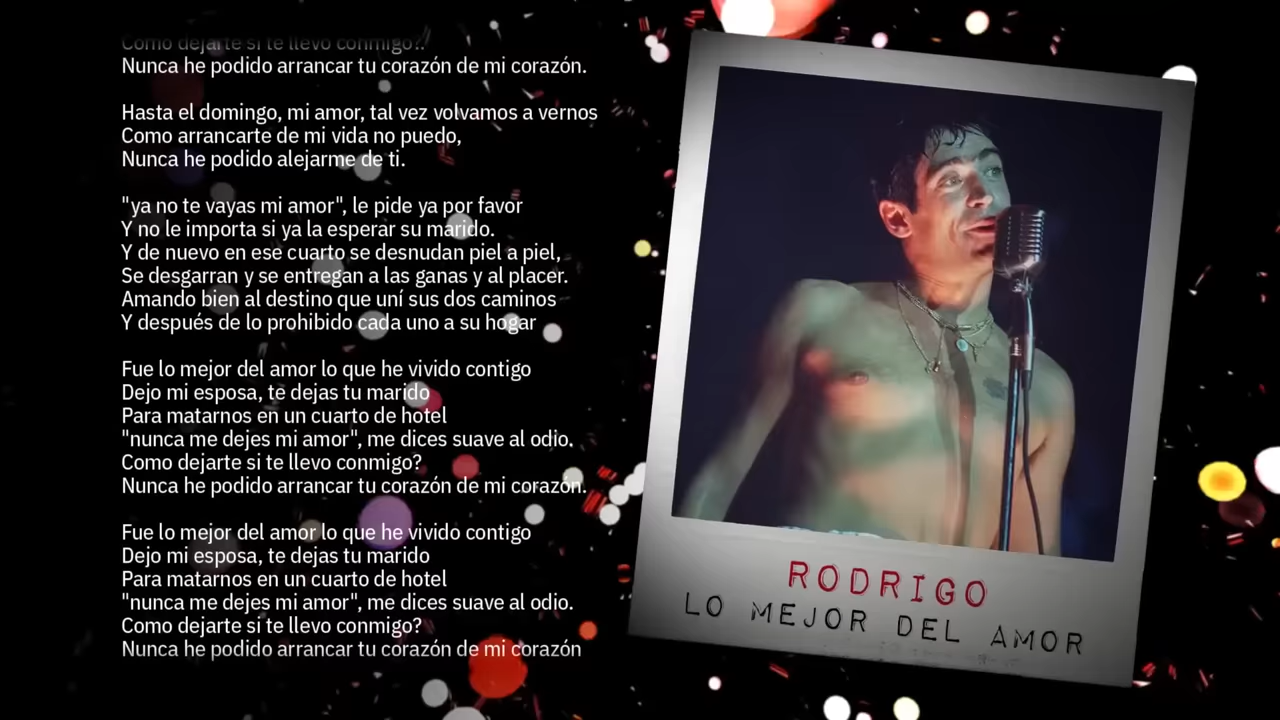 Como dejarte si te llevo conmigo?.
Nunca he podido arrancar tu corazón de mi corazón.
Hasta el domingo, mi amor, tal vez volvamos a vernos
Como arrancarte de mi vida no puedo,
Nunca he podido alejarme de ti.
"ya no te vayas mi amor", le pide ya por favor
Y no le importa si ya la esperar su marido.
Y de nuevo en ese cuarto se desnudan piel a piel,
Se desgarran y se entregan a las ganas y al placer.
Amando bien al destino que uní sus dos caminos
Y después de lo prohibido cada uno a su hogar
Fue lo mejor del amor lo que he vivido contigo
Dejo mi esposa, te dejas tu marido
Para matarnos en un cuarto de hotel
"nunca me dejes mi amor", me dices suave al odio.
Como dejarte si te llevo conmigo?
Nunca he podido arrancar tu corazón de mi corazón.
Fue lo mejor del amor lo que he vivido contigo
Dejo mi esposa, te dejas tu marido
Para matarnos en un cuarto de hotel
"nunca me dejes mi amor", me dices suave al odio.
Como dejarte si te llevo conmigo?
Nunca he podido arrancar tu corazón de mi corazón
RODRIGO
LO MEJOR DEL AMOR